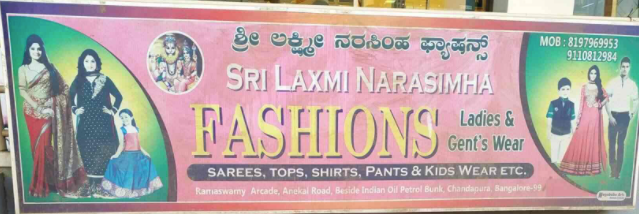 ಶ್ರೀ ಲಕ್ಷ್ಮೀ ನರಸಿಂಹ ಫ್ಯಾಷನ್ಸ್
MOB : 8197969953
9110812984
SRI LAXMI NARASIMHA
FASHIONS
Ladies &
Gent's Wear
SAREES, TOPS, SHIRTS, PANTS & KIDS WEAR ETC.
Ramaswamy Arcade, Anekal Road, Beside Indian Oil Petrol Bunk, Chandapura, Bangalore-99